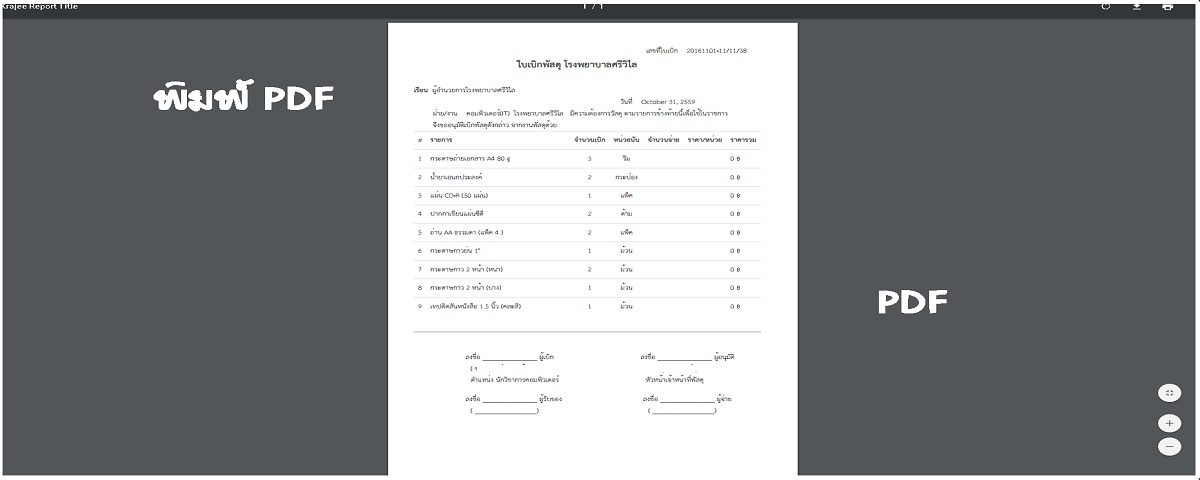 Krajee Report Title
1 / 1
เลขที่ใบเบิก 20161101-11/11/38
ใบเบิกพัสดุ โรงพยาบาลศรีวิไล
พิมพ์ PDF
เรียน ผู้อำนวยการโรงพยาบาลศรีวิไล
วันที่ October 31, 2559
ฝ่าย/งาน คอมพิวเตอร์(IT) โรงพยาบาลศรีวิไล มีความต้องการวัสดุ ตามรายการข้างท้ายนี้เพื่อใช้ในราชการ
จึงขออนุมัติเบิกพัสดุดังกล่าว จากงานพัสดุด้วย
# รายการ จำนวนเบิก หน่วยนับ จำนวนจ่าย ราคา/หน่วย ราคารวม
1 กระดาษถ่ายเอกสาร A4 80 g 3 รีม 0 ฿
2 น้ำยาเอนกประสงค์ 2 กระป๋อง 0 ฿
3 แผ่น CD-R (50 แผ่น) 1 แพ็ค 0 ฿
4 ปากกาเขียนแผ่นซีดี 2 ด้าม 0 ฿
5 ถ่าน AA ธรรมดา (แพ็ค 4 ) 2 แพ็ค 0 ฿
6 กระดาษกาวย่น 1" 1 ม้วน 0 ฿
7 กระดาษกาว 2 หน้า (หนา) 2 ม้วน 0 ฿
8 กระดาษกาว 2 หน้า (บาง) 1 ม้วน 0 ฿
9 เทปติดสันหนังสือ 1.5 นิ้ว (คละสี) 1 ม้วน 0 ฿
PDF
ลงชื่อ ______________ ผู้เบิก ลงชื่อ ______________ ผู้อนุมัติ
ตำแหน่ง นักวิชาการคอมพิวเตอร์ หัวหน้าเจ้าหน้าที่พัสดุ
ลงชื่อ ______________ ผู้รับของ ลงชื่อ ______________ ผู้จ่าย
( ________________) ( ________________)